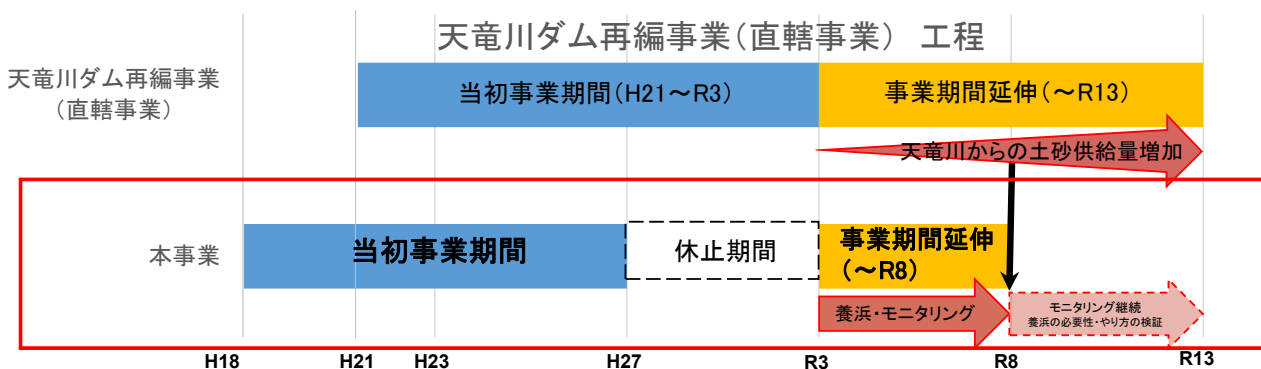 天竜川ダム再編事業（直轄事業） 工程
天竜川ダム再編事業
（直轄事業）
当初事業期間（H21～R3）
事業期間延伸（～R13）
天竜川からの土砂供給量増加
本事業
当初事業期間
休止期間
事業期間延伸
（～R8）
養浜・モニタリング
モニタリング継続
養浜の必要性・やり方の検証
H18
H21
H23
H27
R3
R8
R13